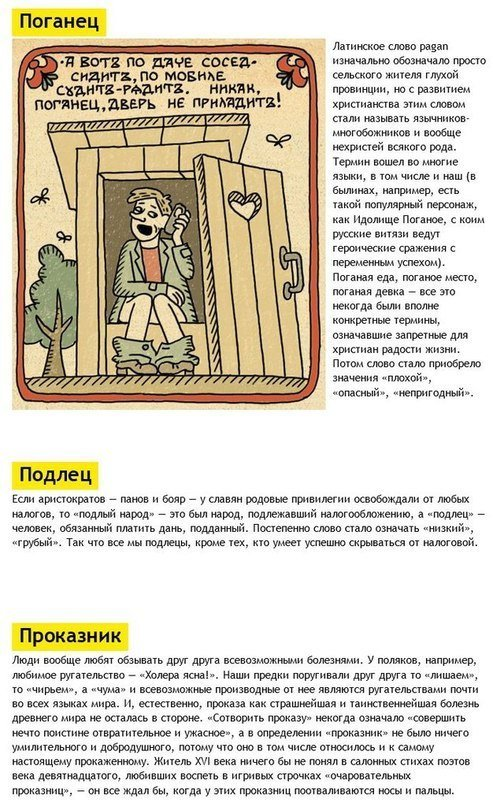 Поганец
·А ВОТЪ ПО ДАЧЕ СОСЕД-
СИДИТЪ, ПО МОБИЛЕ
СУДИТЪ-РЯДИТЪ. НИКАК,
ПОГАНЕЦ, ДВЕРЬ НЕ ПРИЛАДИТЪ!
Латинское слово pagan
изначально обозначало просто
сельского жителя глухой
провинции, но с развитием
христианства этим словом
стали называть язычников-
многобожников и вообще
нехристей всякого рода.
Термин вошел во многие
языки, в том числе и наш (в
былинах, например, есть
такой популярный персонаж,
как Идолище Поганое, с коим
русские витязи ведут
героические сражения с
переменным успехом).
Поганая еда, поганое место,
поганая девка — все это
некогда были вполне
конкретные термины,
означавшие запретные для
христиан радости жизни.
Потом слово стало приобрело
значения «плохой»,
«опасный», «непригодный».
Подлец
Если аристократов — панов и бояр — у славян родовые привилегии освобождали от любых
налогов, то «подлый народ» — это был народ, подлежавший налогообложению, а «подлец» —
человек, обязанный платить дань, подданный. Постепенно слово стало означать «низкий»,
«грубый». Так что все мы подлецы, кроме тех, кто умеет успешно скрываться от налоговой.
Проказник
Люди вообще любят обзывать друг друга всевозможными болезнями. У поляков, например,
любимое ругательство — «Холера ясна!». Наши предки поругивали друг друга то «лишаем»,
то «чирьем», а «чума» и всевозможные производные от нее являются ругательствами почти
во всех языках мира. И, естественно, проказа как страшнейшая и таинственнейшая болезнь
древнего мира не осталась в стороне. «Сотворить проказу» некогда означало «совершить
нечто поистине отвратительное и ужасное», а в определении «проказник» не было ничего
умилительного и добродушного, потому что оно в том числе относилось и к самому
настоящему прокаженному. Житель XVI века ничего бы не понял в салонных стихах поэтов
века девятнадцатого, любивших воспеть в игривых строчках «очаровательных
проказниц», — он все ждал бы, когда у этих проказниц поотваливаются носы и пальцы.